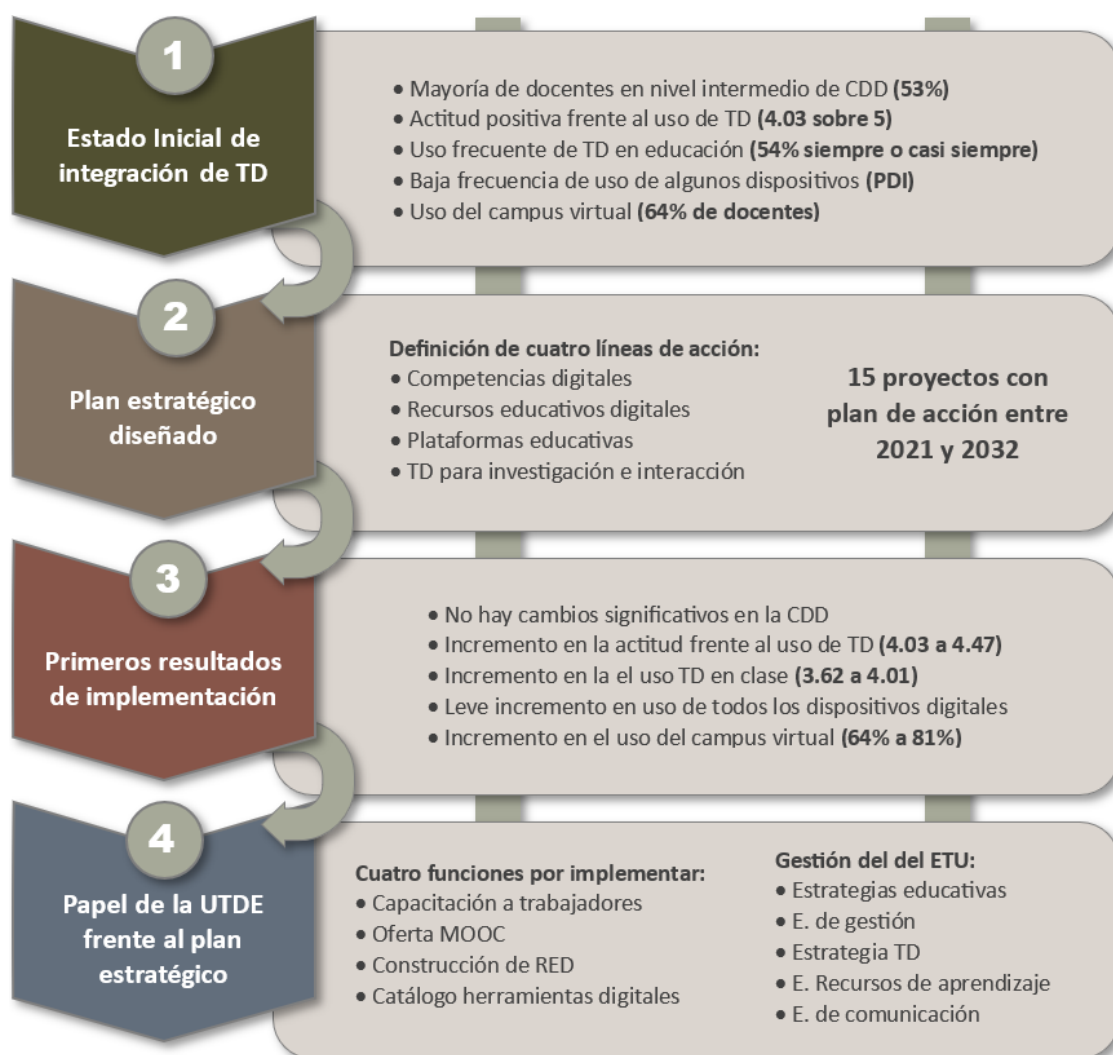 1
Estado Inicial de
integración de TD
• Mayoría de docentes en nivel intermedio de CDD (53%)
• Actitud positiva frente al uso de TD (4.03 sobre 5)
• Uso frecuente de TD en educación (54% siempre o casi siempre)
• Baja frecuencia de uso de algunos dispositivos (PDI)
• Uso del campus virtual (64% de docentes)
2
Plan estratégico
diseñado
Definición de cuatro líneas de acción:
• Competencias digitales
• Recursos educativos digitales
• Plataformas educativas
• TD para investigación e interacción
15 proyectos con
plan de acción entre
2021 y 2032
3
Primeros resultados
de implementación
• No hay cambios significativos en la CDD
• Incremento en la actitud frente al uso de TD (4.03 a 4.47)
• Incremento en la el uso TD en clase (3.62 a 4.01)
• Leve incremento en uso de todos los dispositivos digitales
• Incremento en el uso del campus virtual (64% a 81%)
4
Papel de la UTDE
frente al plan
estratégico
Cuatro funciones por implementar:
• Capacitación a trabajadores
• Oferta MOOC
• Construcción de RED
• Catálogo herramientas digitales
Gestión del del ETU:
• Estrategias educativas
• E. de gestión
• Estrategia TD
• E. Recursos de aprendizaje
• E. de comunicación